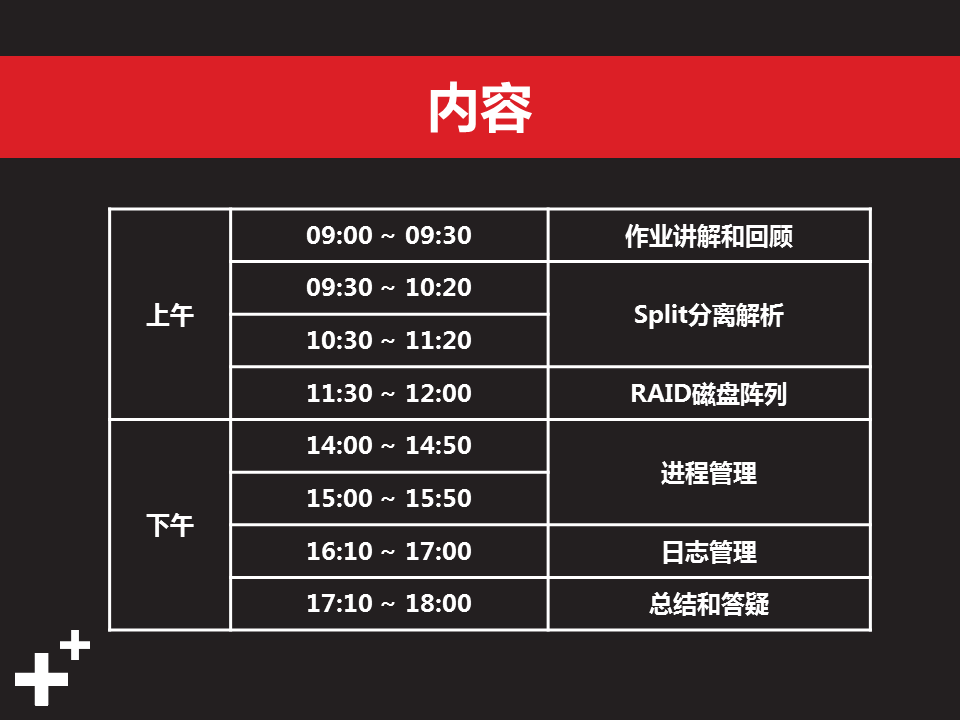 内容
上午
09:00 ~ 09:30
作业讲解和回顾
09:30 ~ 10:20
Split分离解析
10:30 ~ 11:20
11:30 ~ 12:00
RAID磁盘阵列
下午
14:00 ~ 14:50
进程管理
15:00 ~ 15:50
16:10 ~ 17:00
日志管理
17:10 ~ 18:00
总结和答疑